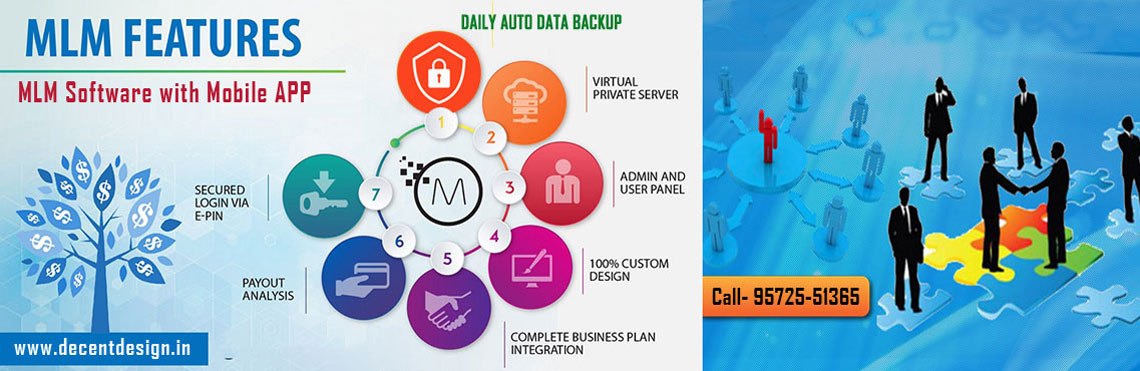 MLM FEATURES
MLM Software with Mobile APP
DAILY AUTO DATA BACKUP
1
2
VIRTUAL
PRIVATE SERVER
3
ADMIN AND
USER PANEL
4
100% CUSTOM
DESIGN
5
COMPLETE BUSINESS PLAN
INTEGRATION
6
PAYOUT
ANALYSIS
7
SECURED
LOGIN VIA
E-PIN
M
$
$
$
$
$
$
$
$
$
$
www.decentdesign.in
Call- 95725-51365